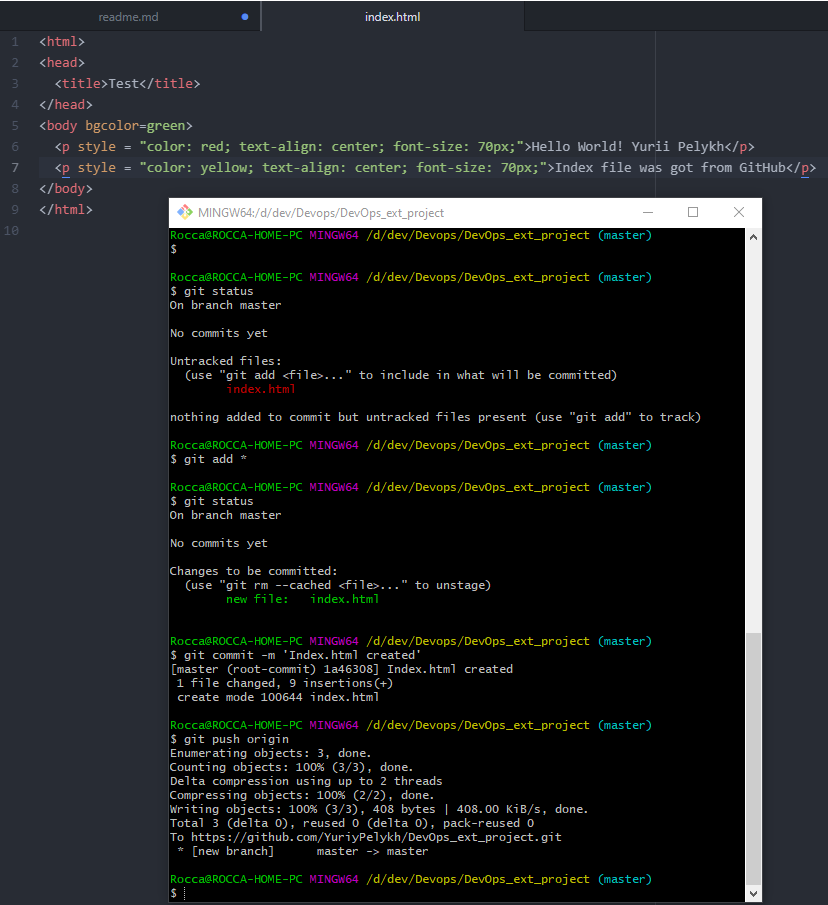 readme.md
index.html
1 <html>
2 <head>
3 <title>Test</title>
4 </head>
5 <body bgcolor=green>
6 <p style = "color: red; text-align: center; font-size: 70px;">Hello World! Yurii Pelykh</p>
7 <p style = "color: yellow; text-align: center; font-size: 70px;">Index file was got from GitHub</p>
8 </body>
9 </html>
10
MINGW64:/d/dev/Devops/DevOps_ext_project
Rocca@ROCCA-HOME-PC MINGW64 /d/dev/Devops/DevOps_ext_project (master)
$
Rocca@ROCCA-HOME-PC MINGW64 /d/dev/Devops/DevOps_ext_project (master)
$ git status
On branch master
No commits yet
Untracked files:
(use "git add <file>..." to include in what will be committed)
index.html
nothing added to commit but untracked files present (use "git add" to track)
Rocca@ROCCA-HOME-PC MINGW64 /d/dev/Devops/DevOps_ext_project (master)
$ git add *
Rocca@ROCCA-HOME-PC MINGW64 /d/dev/Devops/DevOps_ext_project (master)
$ git status
On branch master
No commits yet
Changes to be committed:
(use "git rm --cached <file>..." to unstage)
new file: index.html
Rocca@ROCCA-HOME-PC MINGW64 /d/dev/Devops/DevOps_ext_project (master)
$ git commit -m 'Index.html created'
[master (root-commit) 1a46308] Index.html created
1 file changed, 9 insertions(+)
create mode 100644 index.html
Rocca@ROCCA-HOME-PC MINGW64 /d/dev/Devops/DevOps_ext_project (master)
$ git push origin
Enumerating objects: 3, done.
Counting objects: 100% (3/3), done.
Delta compression using up to 2 threads
Compressing objects: 100% (2/2), done.
Writing objects: 100% (3/3), 408 bytes | 408.00 KiB/s, done.
Total 3 (delta 0), reused 0 (delta 0), pack-reused 0
To https://github.com/YuriyPelykh/DevOps_ext_project.git
* [new branch] master -> master
Rocca@ROCCA-HOME-PC MINGW64 /d/dev/Devops/DevOps_ext_project (master)
$